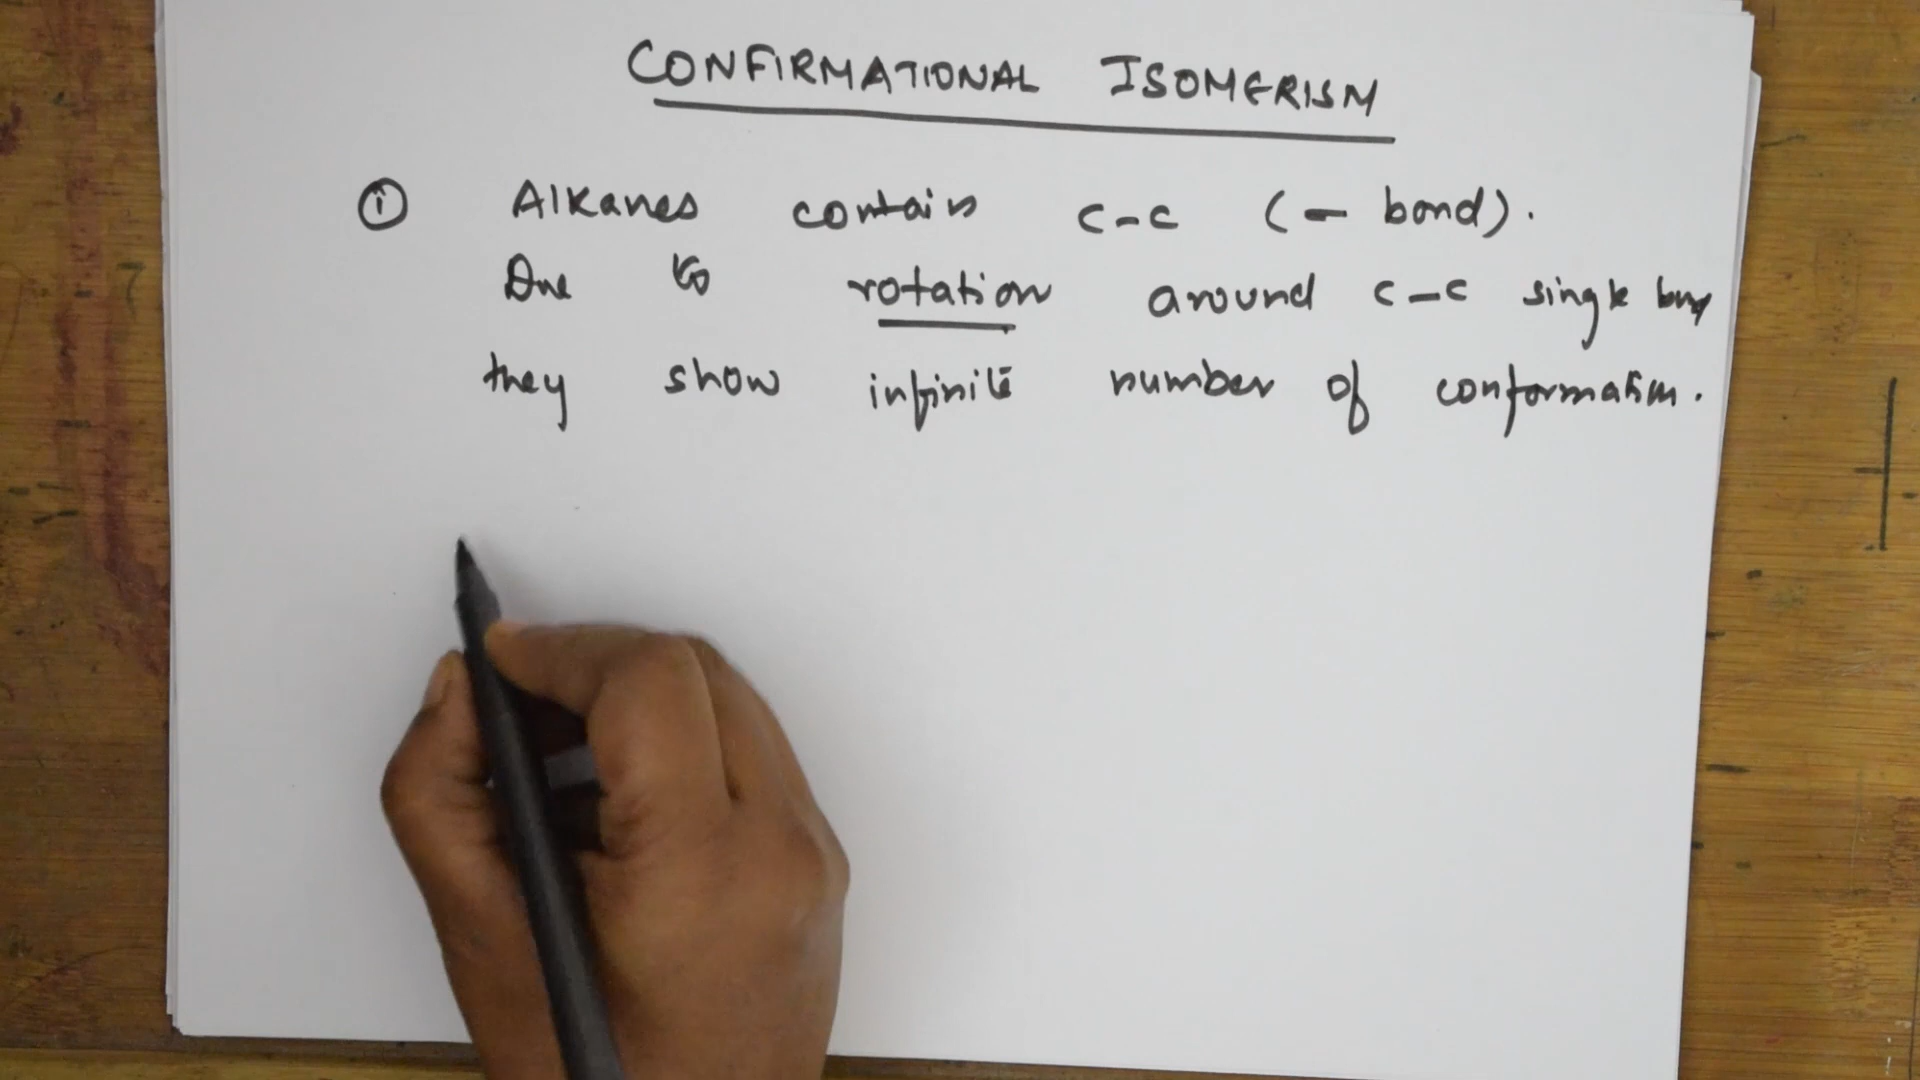 CONFIRMATIONAL ISOMERISM
① Alkanes contain C-C (- bond).
Due to rotation around C-C single bond
they show infinite number of conformation.